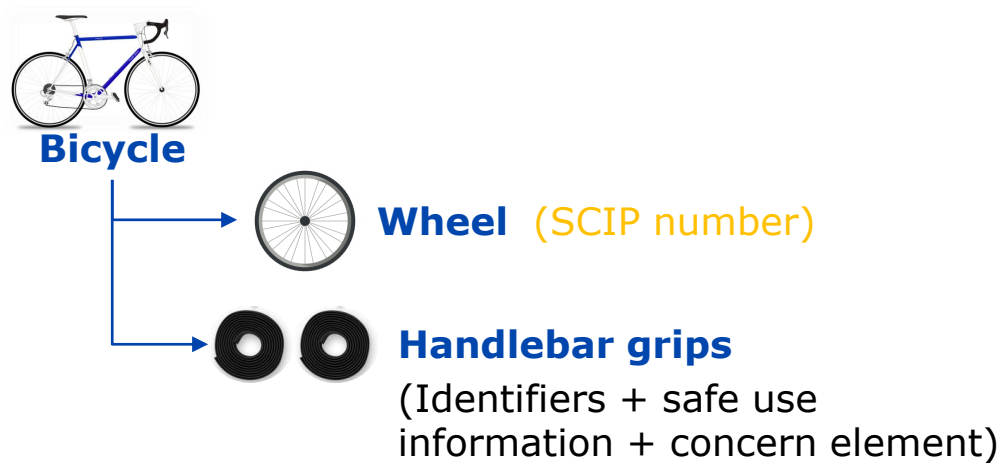 Bicycle
Wheel (SCIP number)
Handlebar grips
(Identifiers + safe use
information + concern element)